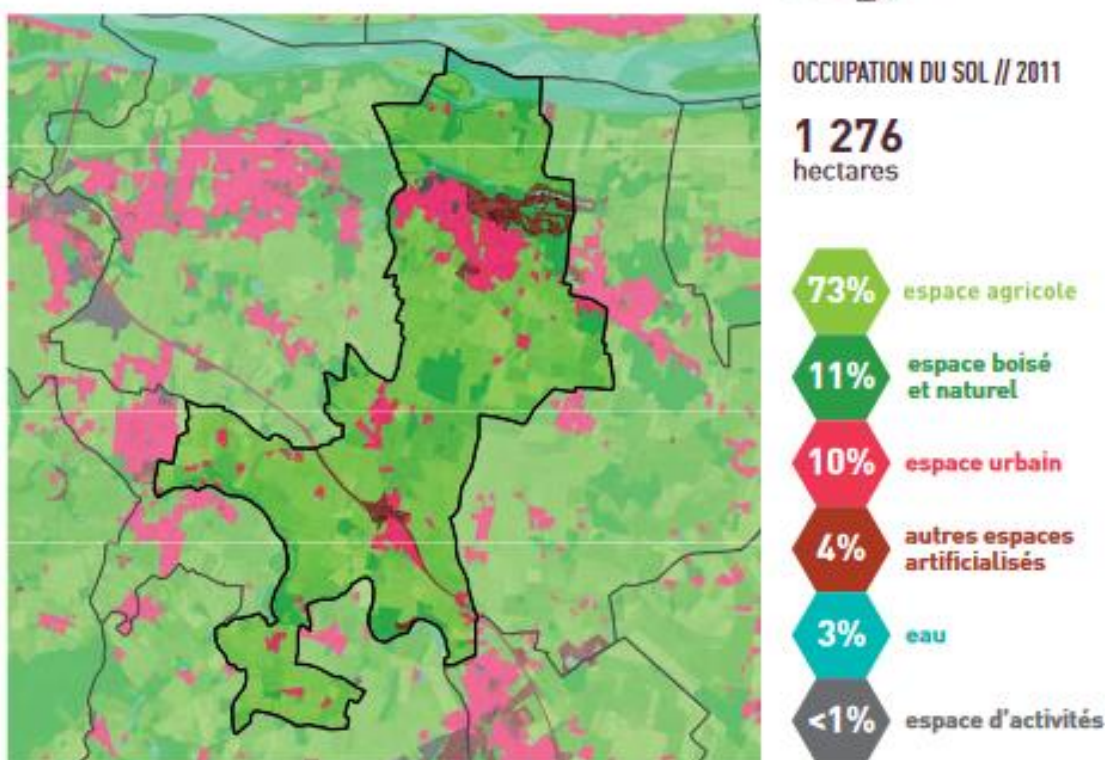 OCCUPATION DU SOL // 2011
1 276
hectares
73% espace agricole
11% espace boisé
et naturel
10% espace urbain
4% autres espaces
artificialisés
3% eau
<1% espace d'activités